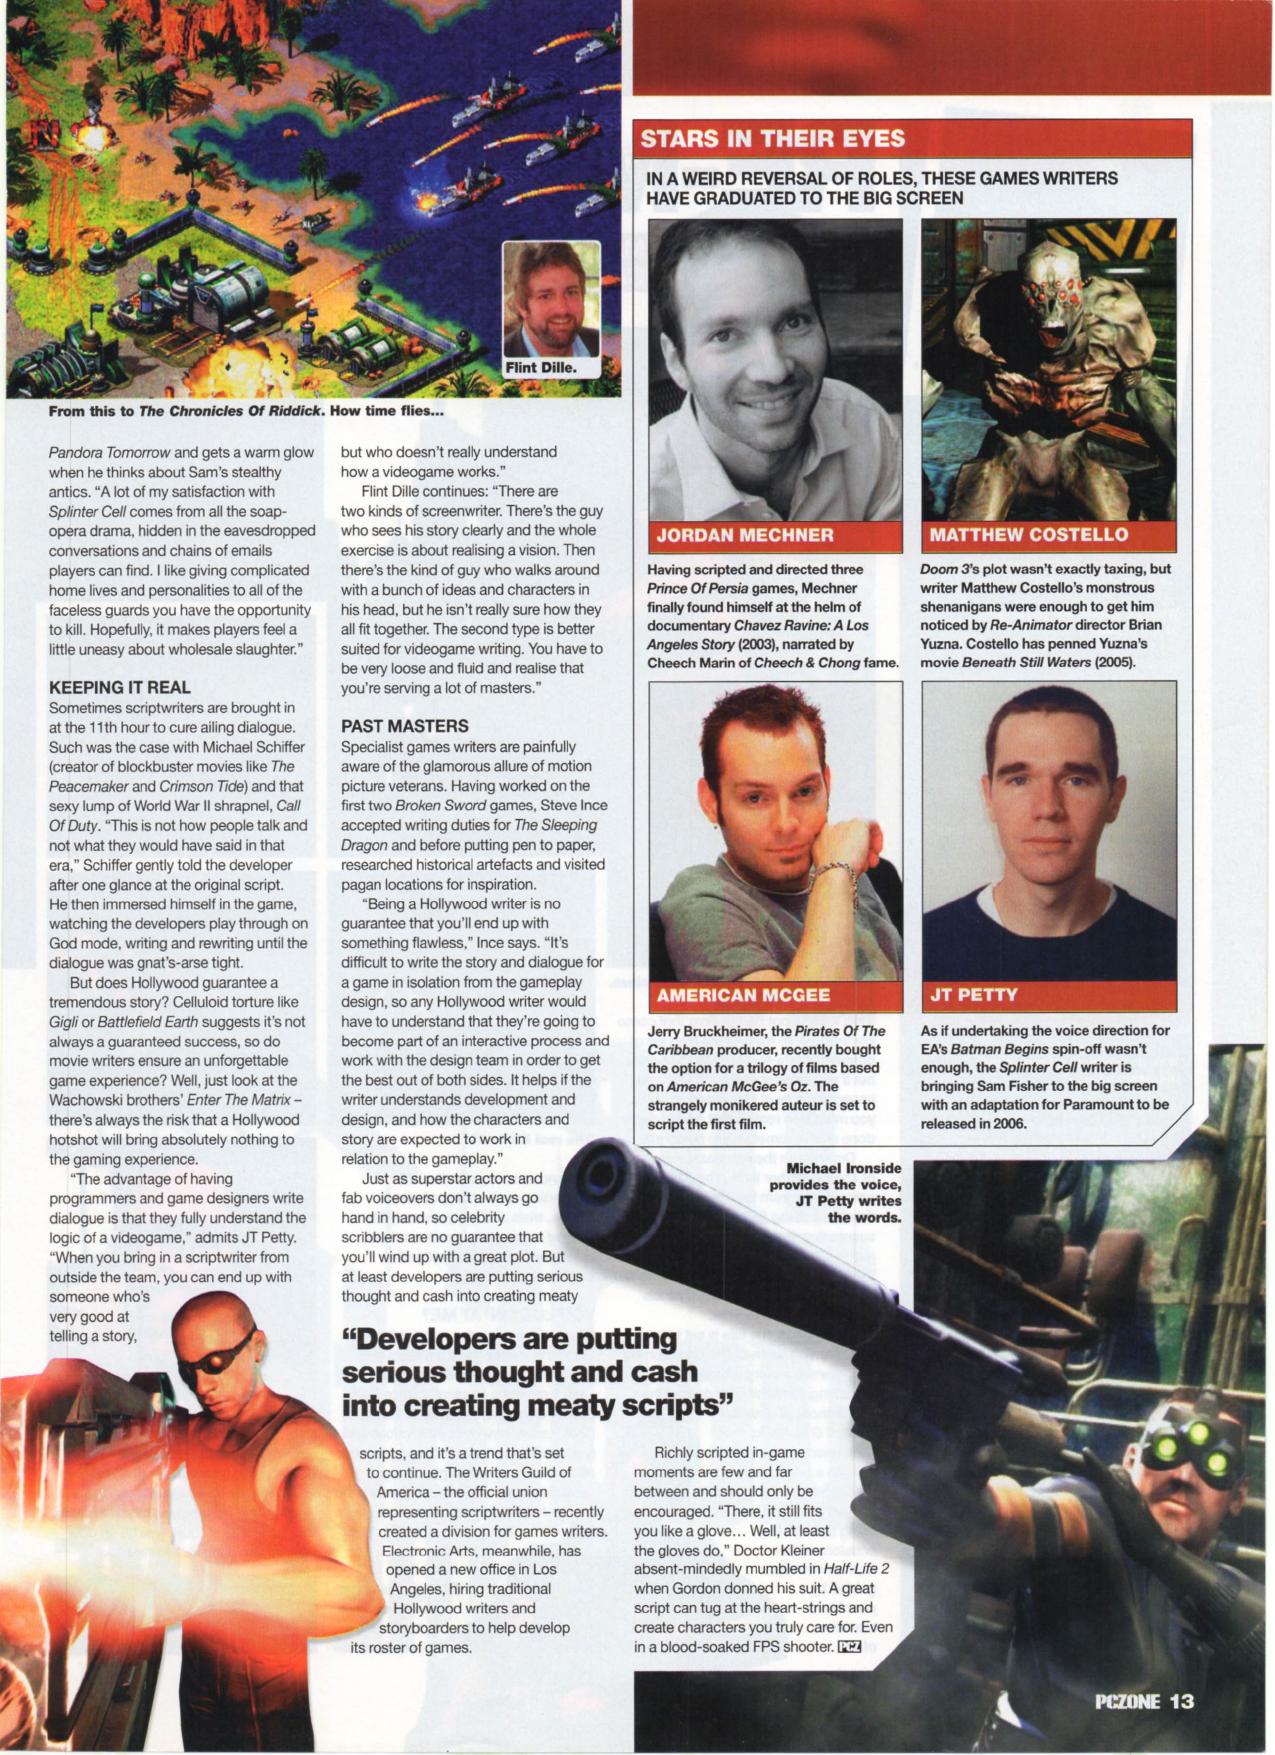 Flint Dille.
From this to The Chronicles Of Riddick. How time flies...
Pandora Tomorrow and gets a warm glow
when he thinks about Sam's stealthy
antics. “A lot of my satisfaction with
Splinter Cell comes from all the soap-
opera drama, hidden in the eavesdropped
conversations and chains of emails
players can find. I like giving complicated
home lives and personalities to all of the
faceless guards you have the opportunity
to kill. Hopefully, it makes players feel a
little uneasy about wholesale slaughter.”
KEEPING IT REAL
Sometimes scriptwriters are brought in
at the 11th hour to cure ailing dialogue.
Such was the case with Michael Schiffer
(creator of blockbuster movies like The
Peacemaker and Crimson Tide) and that
sexy lump of World War II shrapnel, Call
Of Duty. “This is not how people talk and
not what they would have said in that
era,” Schiffer gently told the developer
after one glance at the original script.
He then immersed himself in the game,
watching the developers play through on
God mode, writing and rewriting until the
dialogue was gnat's-arse tight.
But does Hollywood guarantee a
tremendous story? Celluloid torture like
Gigli or Battlefield Earth suggests it's not
always a guaranteed success, so do
movie writers ensure an unforgettable
game experience? Well, just look at the
Wachowski brothers' Enter The Matrix –
there's always the risk that a Hollywood
hotshot will bring absolutely nothing to
the gaming experience.
“The advantage of having
programmers and game designers write
dialogue is that they fully understand the
logic of a videogame,” admits JT Petty.
“When you bring in a scriptwriter from
outside the team, you can end up with
someone who's
very good at
telling a story,
but who doesn't really understand
how a videogame works.”
Flint Dille continues: “There are
two kinds of screenwriter. There's the guy
who sees his story clearly and the whole
exercise is about realising a vision. Then
there's the kind of guy who walks around
with a bunch of ideas and characters in
his head, but he isn't really sure how they
all fit together. The second type is better
suited for videogame writing. You have to
be very loose and fluid and realise that
you're serving a lot of masters.”
PAST MASTERS
Specialist games writers are painfully
aware of the glamorous allure of motion
picture veterans. Having worked on the
first two Broken Sword games, Steve Ince
accepted writing duties for The Sleeping
Dragon and before putting pen to paper,
researched historical artefacts and visited
pagan locations for inspiration.
“Being a Hollywood writer is no
guarantee that you'll end up with
something flawless,” Ince says. “It's
difficult to write the story and dialogue for
a game in isolation from the gameplay
design, so any Hollywood writer would
have to understand that they're going to
become part of an interactive process and
work with the design team in order to get
the best out of both sides. It helps if the
writer understands development and
design, and how the characters and
story are expected to work in
relation to the gameplay.”
Just as superstar actors and
fab voiceovers don't always go
hand in hand, so celebrity
scribblers are no guarantee that
you'll wind up with a great plot. But
at least developers are putting serious
thought and cash into creating meaty
“Developers are putting
serious thought and cash
into creating meaty scripts”
scripts, and it's a trend that's set
to continue. The Writers Guild of
America – the official union
representing scriptwriters – recently
created a division for games writers.
Electronic Arts, meanwhile, has
opened a new office in Los
Angeles, hiring traditional
Hollywood writers and
storyboarders to help develop
its roster of games.
Richly scripted in-game
moments are few and far
between and should only be
encouraged. “There, it still fits
you like a glove... Well, at least
the gloves do,” Doctor Kleiner
absent-mindedly mumbled in Half-Life 2
when Gordon donned his suit. A great
script can tug at the heart-strings and
create characters you truly care for. Even
in a blood-soaked FPS shooter. PCZ
STARS IN THEIR EYES
IN A WEIRD REVERSAL OF ROLES, THESE GAMES WRITERS
HAVE GRADUATED TO THE BIG SCREEN
JORDAN MECHNER
Having scripted and directed three
Prince Of Persia games, Mechner
finally found himself at the helm of
documentary Chavez Ravine: A Los
Angeles Story (2003), narrated by
Cheech Marin of Cheech & Chong fame.
MATTHEW COSTELLO
Doom 3's plot wasn't exactly taxing, but
writer Matthew Costello's monstrous
shenanigans were enough to get him
noticed by Re-Animator director Brian
Yuzna. Costello has penned Yuzna's
movie Beneath Still Waters (2005).
AMERICAN MCGEE
Jerry Bruckheimer, the Pirates Of The
Caribbean producer, recently bought
the option for a trilogy of films based
on American McGee's Oz. The
strangely monikered auteur is set to
script the first film.
JT PETTY
As if undertaking the voice direction for
EA's Batman Begins spin-off wasn't
enough, the Splinter Cell writer is
bringing Sam Fisher to the big screen
with an adaptation for Paramount to be
released in 2006.
Michael Ironside
provides the voice,
JT Petty writes
the words.
PCZONE 13